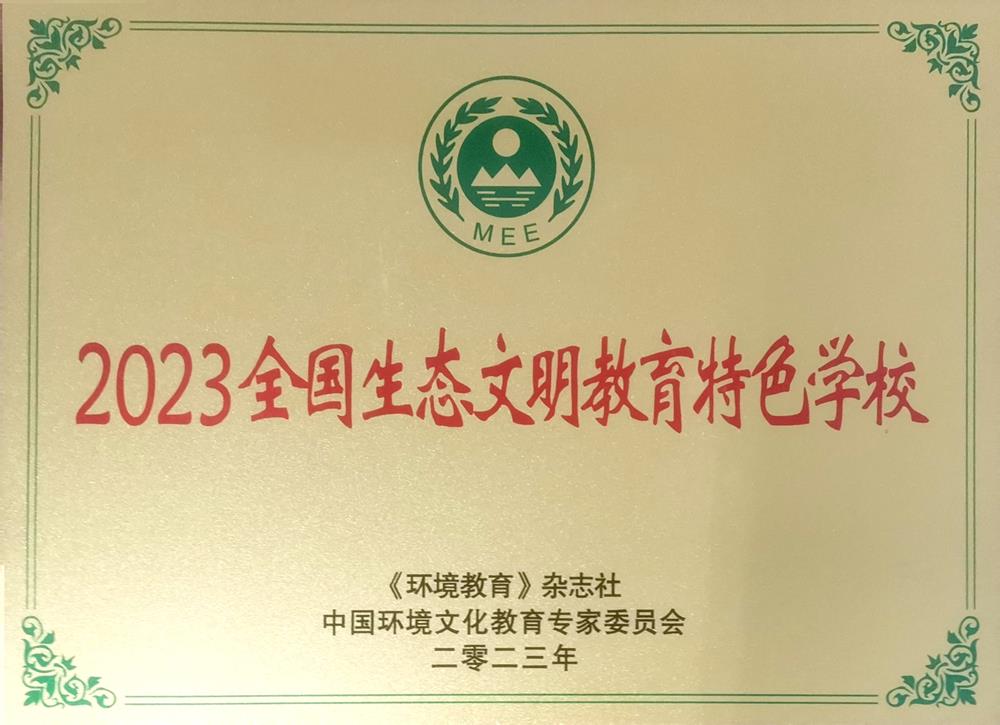 MEE
2023全国生态文明教育特色学校
《环境教育》杂志社
中国环境文化教育专家委员会
二零二三年